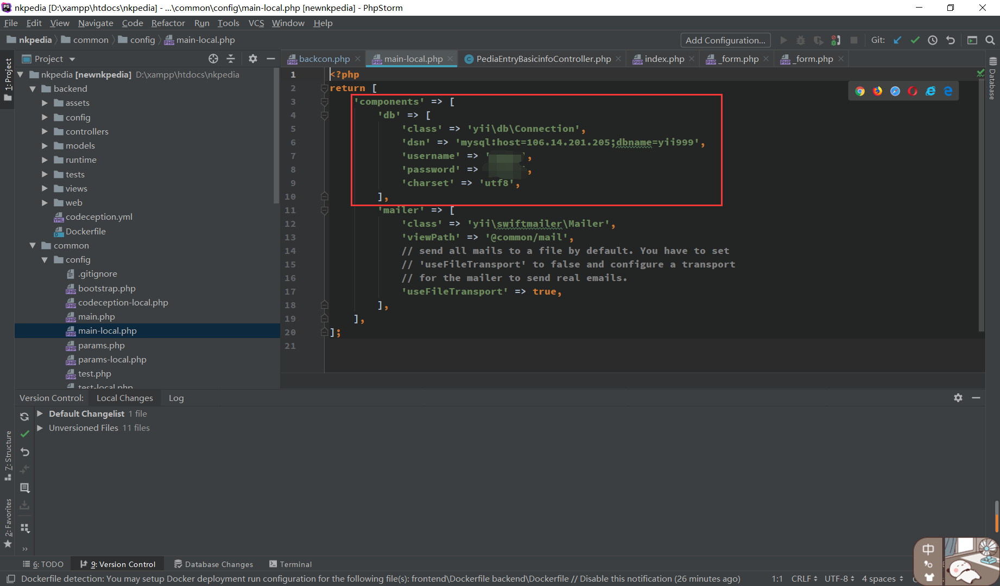 nkpedia [D:\xampp\htdocs\nkpedia] - ...\common\config\main-local.php [newnkpedia] - PhpStorm
File Edit View Navigate Code Refactor Run Tools VCS Window Help
nkpedia common config main-local.php
Add Configuration... Git:
1: Project
Project
backcon.php main-local.php PediaEntryBasicinfoController.php index.php _form.php _form.php
Database
nkpedia [newnkpedia] D:\xampp\htdocs\nkpedia
backend
assets
config
controllers
models
runtime
tests
views
web
codeception.yml
Dockerfile
common
config
.gitignore
bootstrap.php
codeception-local.php
main.php
main-local.php
params.php
params-local.php
test.php
test-local.php
1 <?php
2 return [
3 'components' => [
4 'db' => [
5 'class' => 'yii\db\Connection',
6 'dsn' => 'mysql:host=106.14.201.205;dbname=yii999',
7 'username' => '',
8 'password' => ,
9 'charset' => 'utf8',
10 ],
11 'mailer' => [
12 'class' => 'yii\swiftmailer\Mailer',
13 'viewPath' => '@common/mail',
14 // send all mails to a file by default. You have to set
15 // 'useFileTransport' to false and configure a transport
16 // for the mailer to send real emails.
17 'useFileTransport' => true,
18 ],
19 ],
20 ];
21
Version Control: Local Changes Log
Default Changelist 1 file
Unversioned Files 11 files
7: Structure
2: Favorites
6: TODO 9: Version Control Database Changes Terminal
Dockerfile detection: You may setup Docker deployment run configuration for the following file(s): frontend\Dockerfile backend\Dockerfile // Disable this notification (26 minutes ago) 1:1 CRLF UTF-8 4 spaces
中